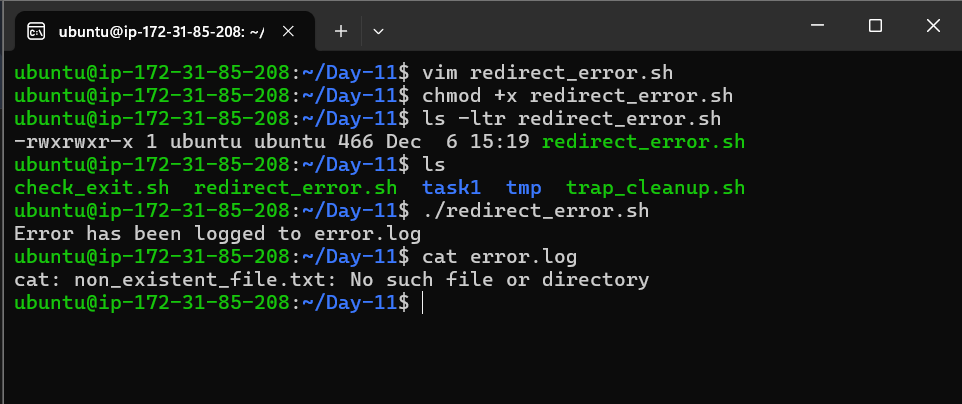 ubuntu@ip-172-31-85-208: ~/
ubuntu@ip-172-31-85-208:~/Day-11$ vim redirect_error.sh
ubuntu@ip-172-31-85-208:~/Day-11$ chmod +x redirect_error.sh
ubuntu@ip-172-31-85-208:~/Day-11$ ls -ltr redirect_error.sh
-rwxrwxr-x 1 ubuntu ubuntu 466 Dec  6 15:19 redirect_error.sh
ubuntu@ip-172-31-85-208:~/Day-11$ ls
check_exit.sh  redirect_error.sh  task1  tmp  trap_cleanup.sh
ubuntu@ip-172-31-85-208:~/Day-11$ ./redirect_error.sh
Error has been logged to error.log
ubuntu@ip-172-31-85-208:~/Day-11$ cat error.log
cat: non_existent_file.txt: No such file or directory
ubuntu@ip-172-31-85-208:~/Day-11$